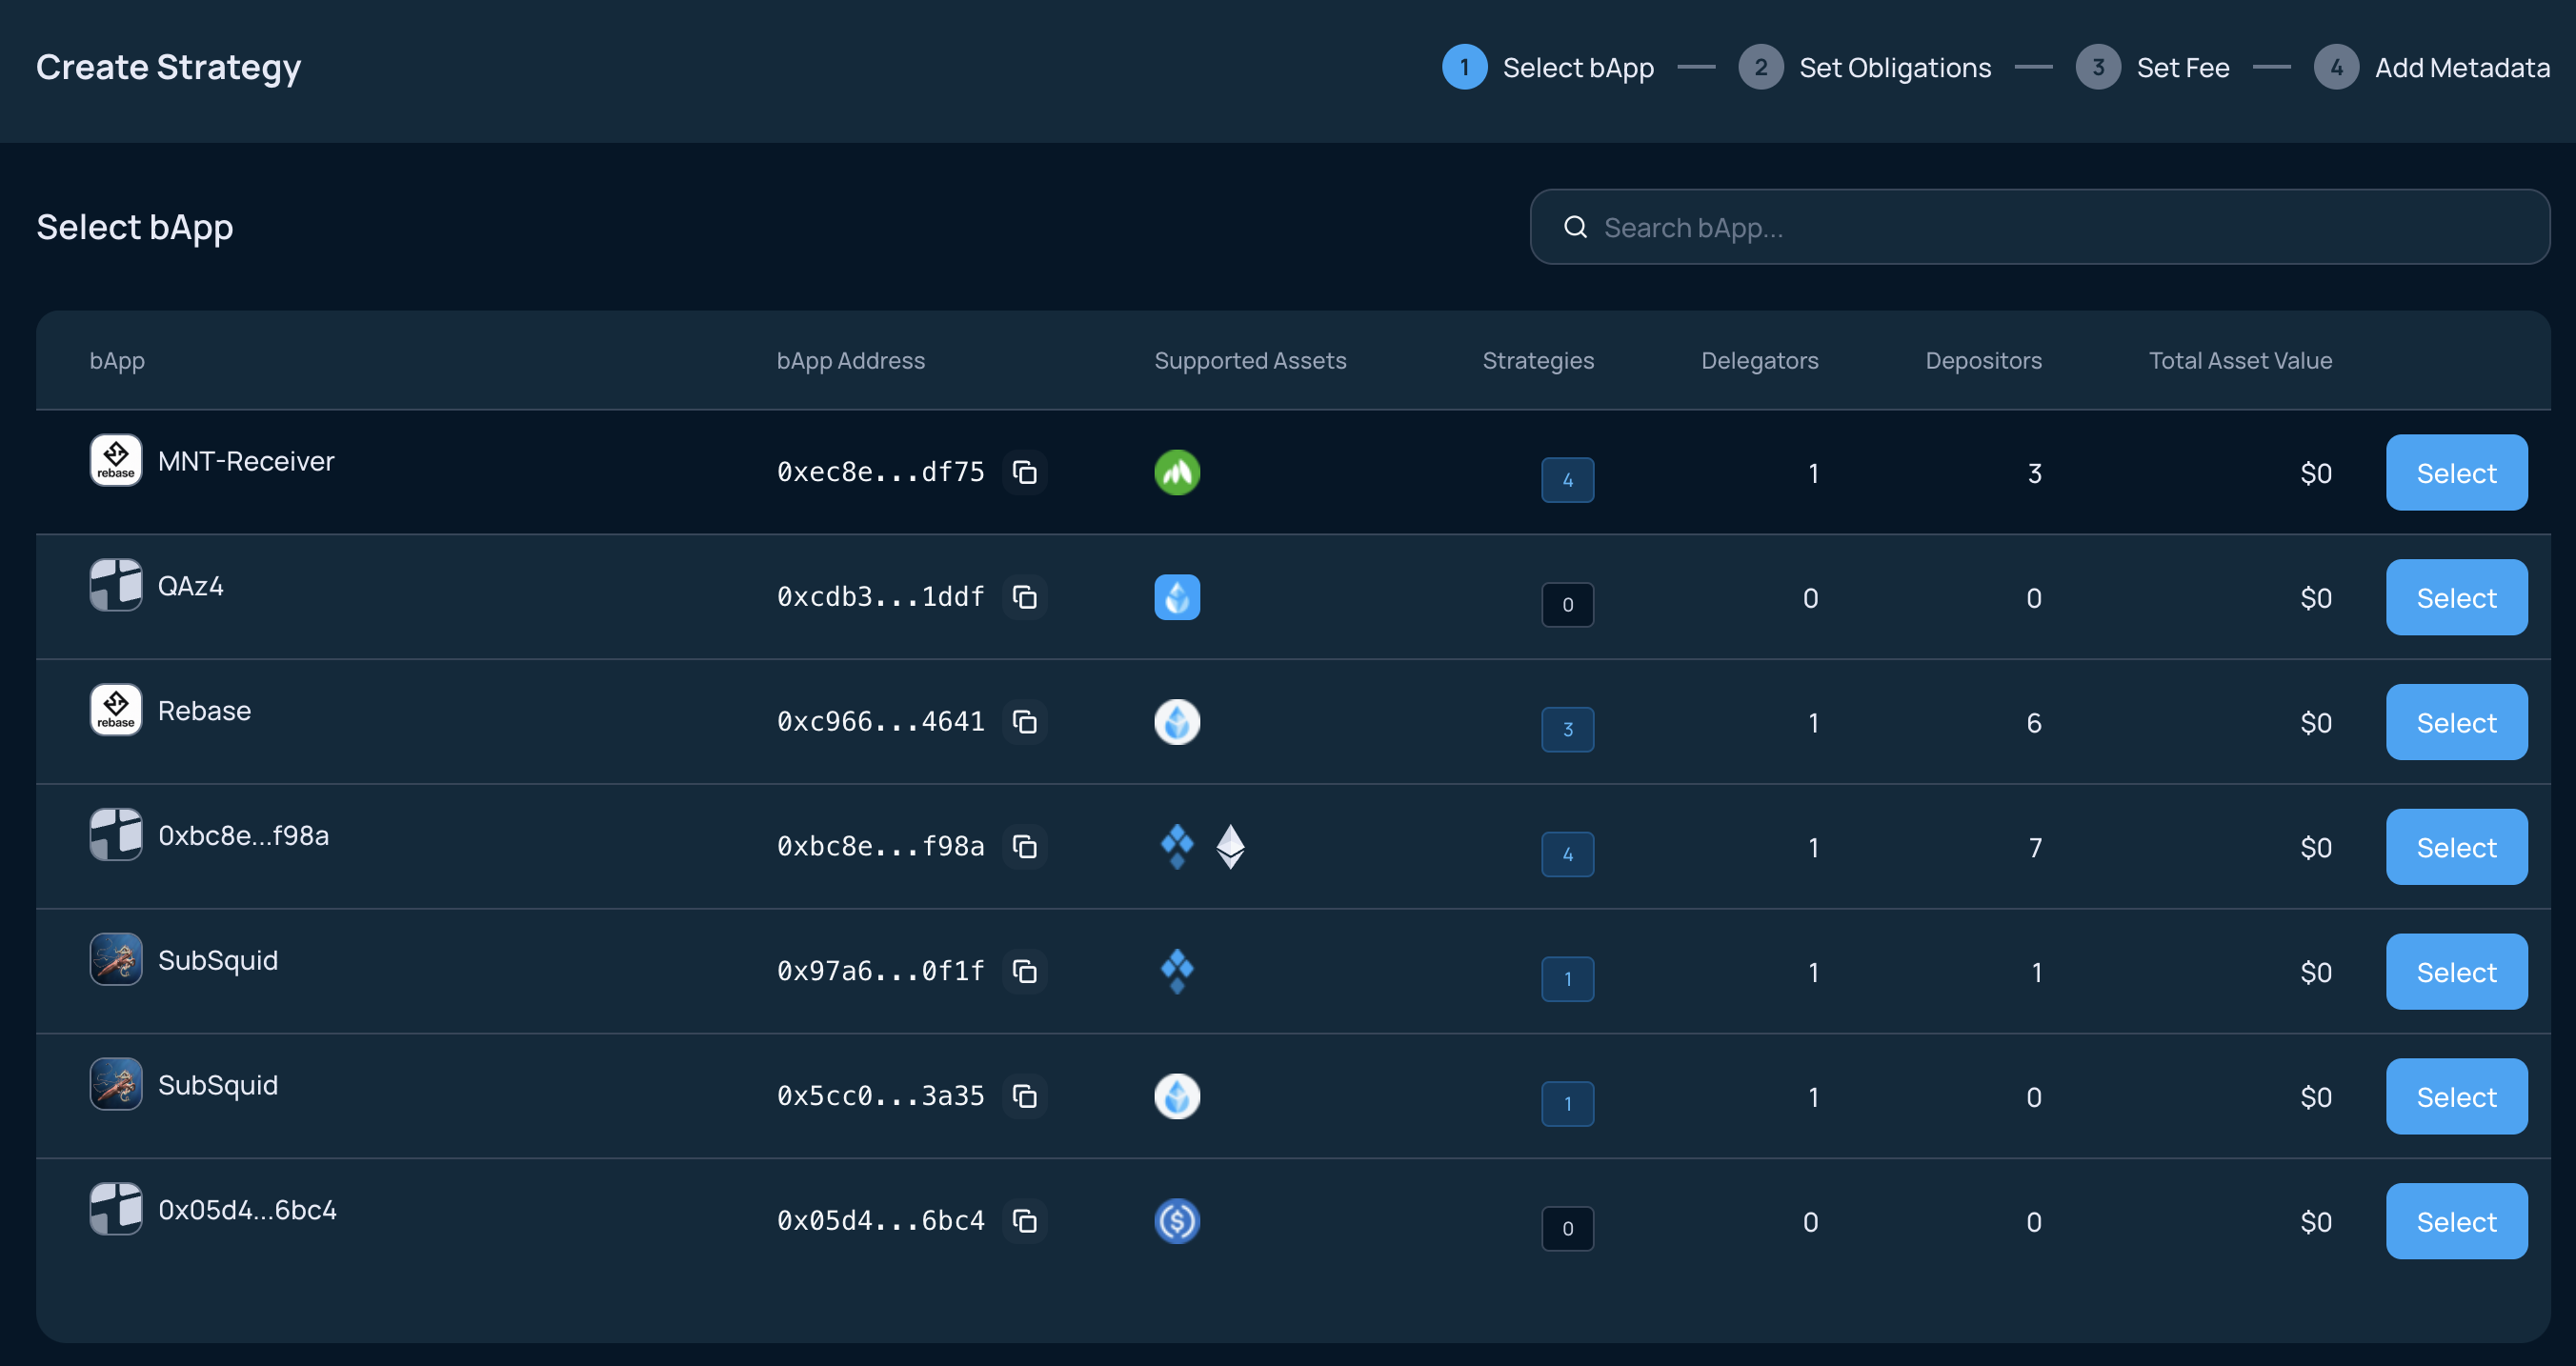 Create Strategy
1 Select bApp — 2 Set Obligations — 3 Set Fee — 4 Add Metadata
Select bApp
Search bApp...
bApp bApp Address Supported Assets Strategies Delegators Depositors Total Asset Value
rebase MNT-Receiver 0xec8e...df75 4 1 3 $0 Select
QAz4 0xcdb3...1ddf 0 0 0 $0 Select
rebase Rebase 0xc966...4641 3 1 6 $0 Select
0xbc8e...f98a 0xbc8e...f98a 4 1 7 $0 Select
SubSquid 0x97a6...0f1f 1 1 1 $0 Select
SubSquid 0x5cc0...3a35 1 1 0 $0 Select
0x05d4...6bc4 0x05d4...6bc4 0 0 0 $0 Select